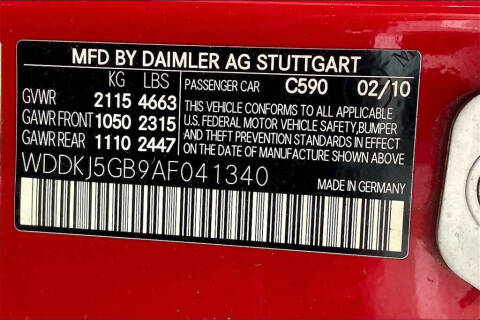 MFD BY DAIMLER AG STUTTGART
KG LBS PASSENGER CAR C590 02/10
GVWR 2115 4663
GAWR FRONT 1050 2315
GAWR REAR 1110 2447
THIS VEHICLE CONFORMS TO ALL APPLICABLE
U.S. FEDERAL MOTOR VEHICLE SAFETY, BUMPER
AND THEFT PREVENTION STANDARDS IN EFFECT
ON THE DATE OF MANUFACTURE SHOWN ABOVE.
WDDKJ5GB9AF041340
MADE IN GERMANY